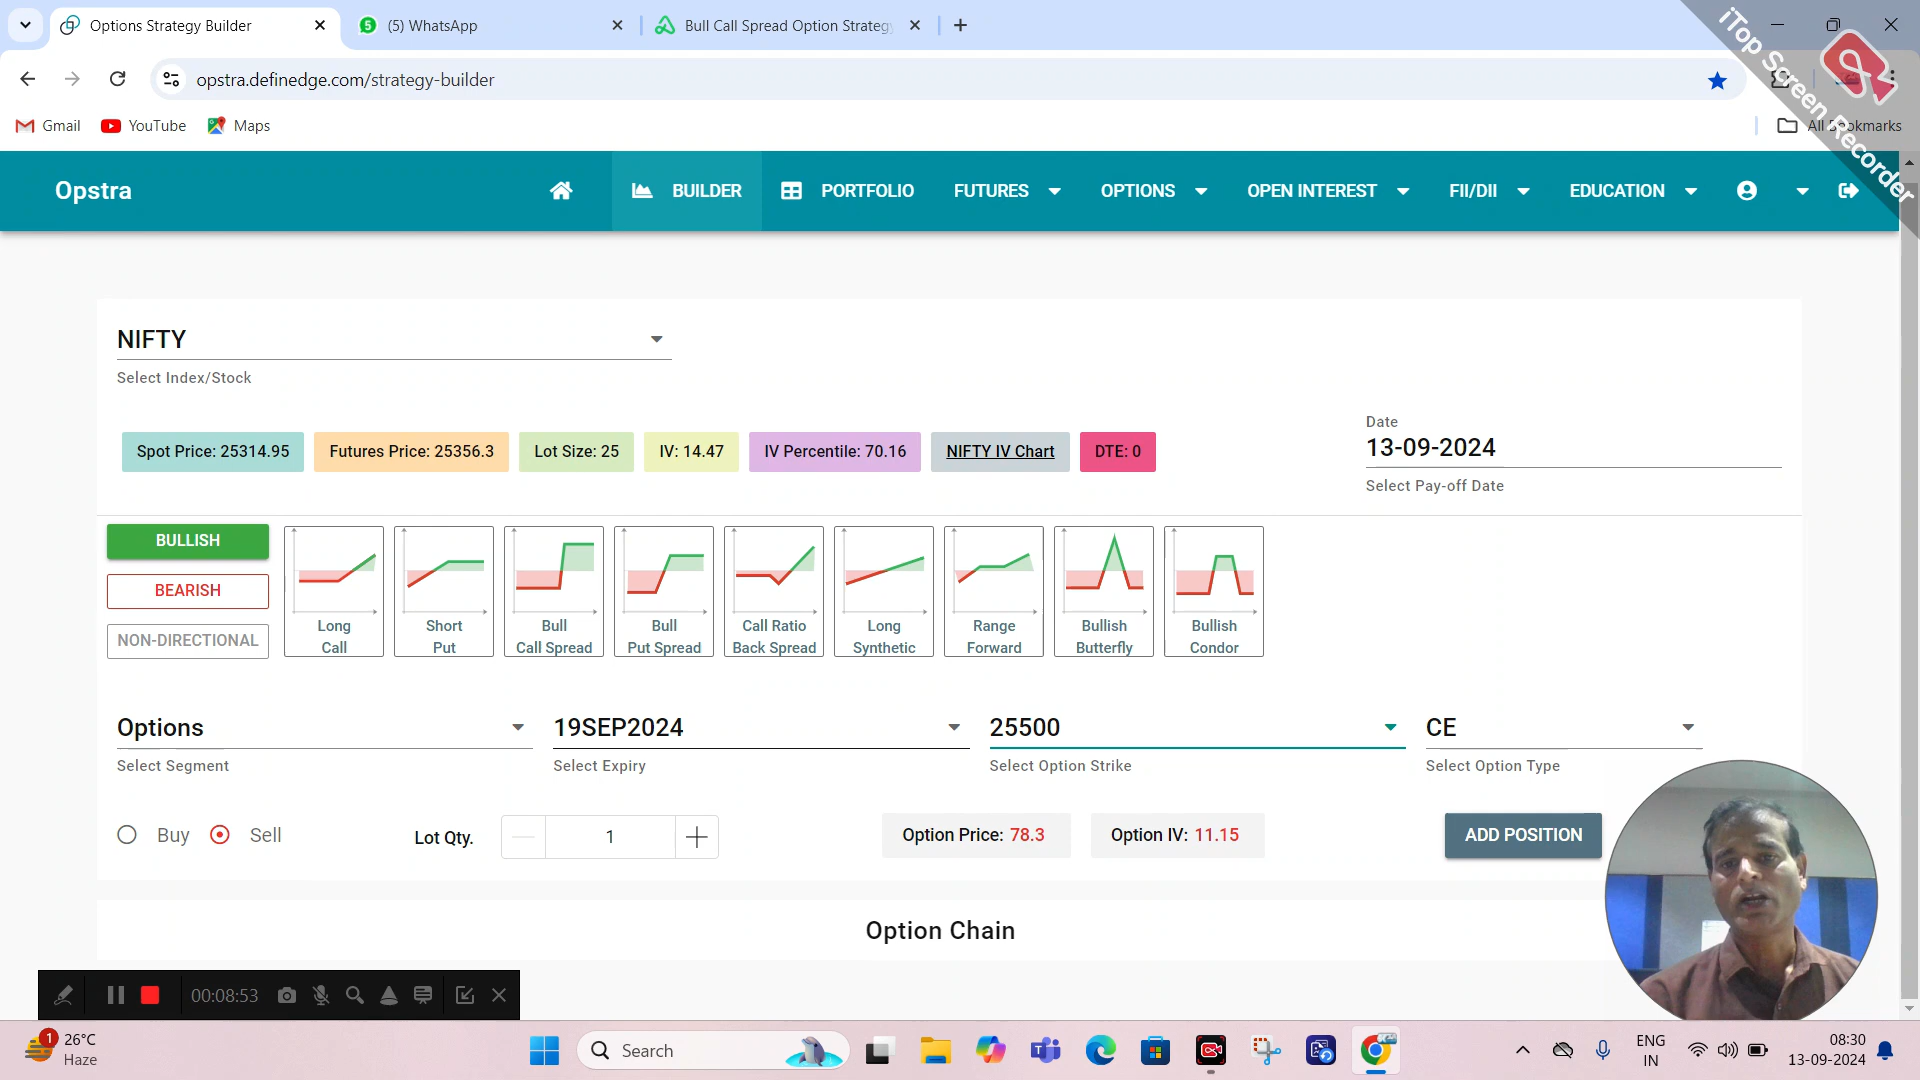 Options Strategy Builder
5
(5) WhatsApp
Bull Call Spread Option Strateg
opstra.definedge.com/strategy-builder
Gmail
YouTube
Maps
All Bookmarks
iTop Screen Recorder
Opstra
BUILDER
PORTFOLIO
FUTURES
OPTIONS
OPEN INTEREST
FII/DII
EDUCATION
NIFTY
Select Index/Stock
Spot Price: 25314.95
Futures Price: 25356.3
Lot Size: 25
IV: 14.47
IV Percentile: 70.16
NIFTY IV Chart
DTE: 0
Date
13-09-2024
Select Pay-off Date
BULLISH
BEARISH
NON-DIRECTIONAL
Long
Call
Short
Put
Bull
Call Spread
Bull
Put Spread
Call Ratio
Back Spread
Long
Synthetic
Range
Forward
Bullish
Butterfly
Bullish
Condor
Options
Select Segment
19SEP2024
Select Expiry
25500
Select Option Strike
CE
Select Option Type
Buy
Sell
Lot Qty.
1
Option Price: 78.3
Option IV: 11.15
ADD POSITION
Option Chain
00:08:53
1
26°C
Haze
Search
ENG
IN
08:30
13-09-2024